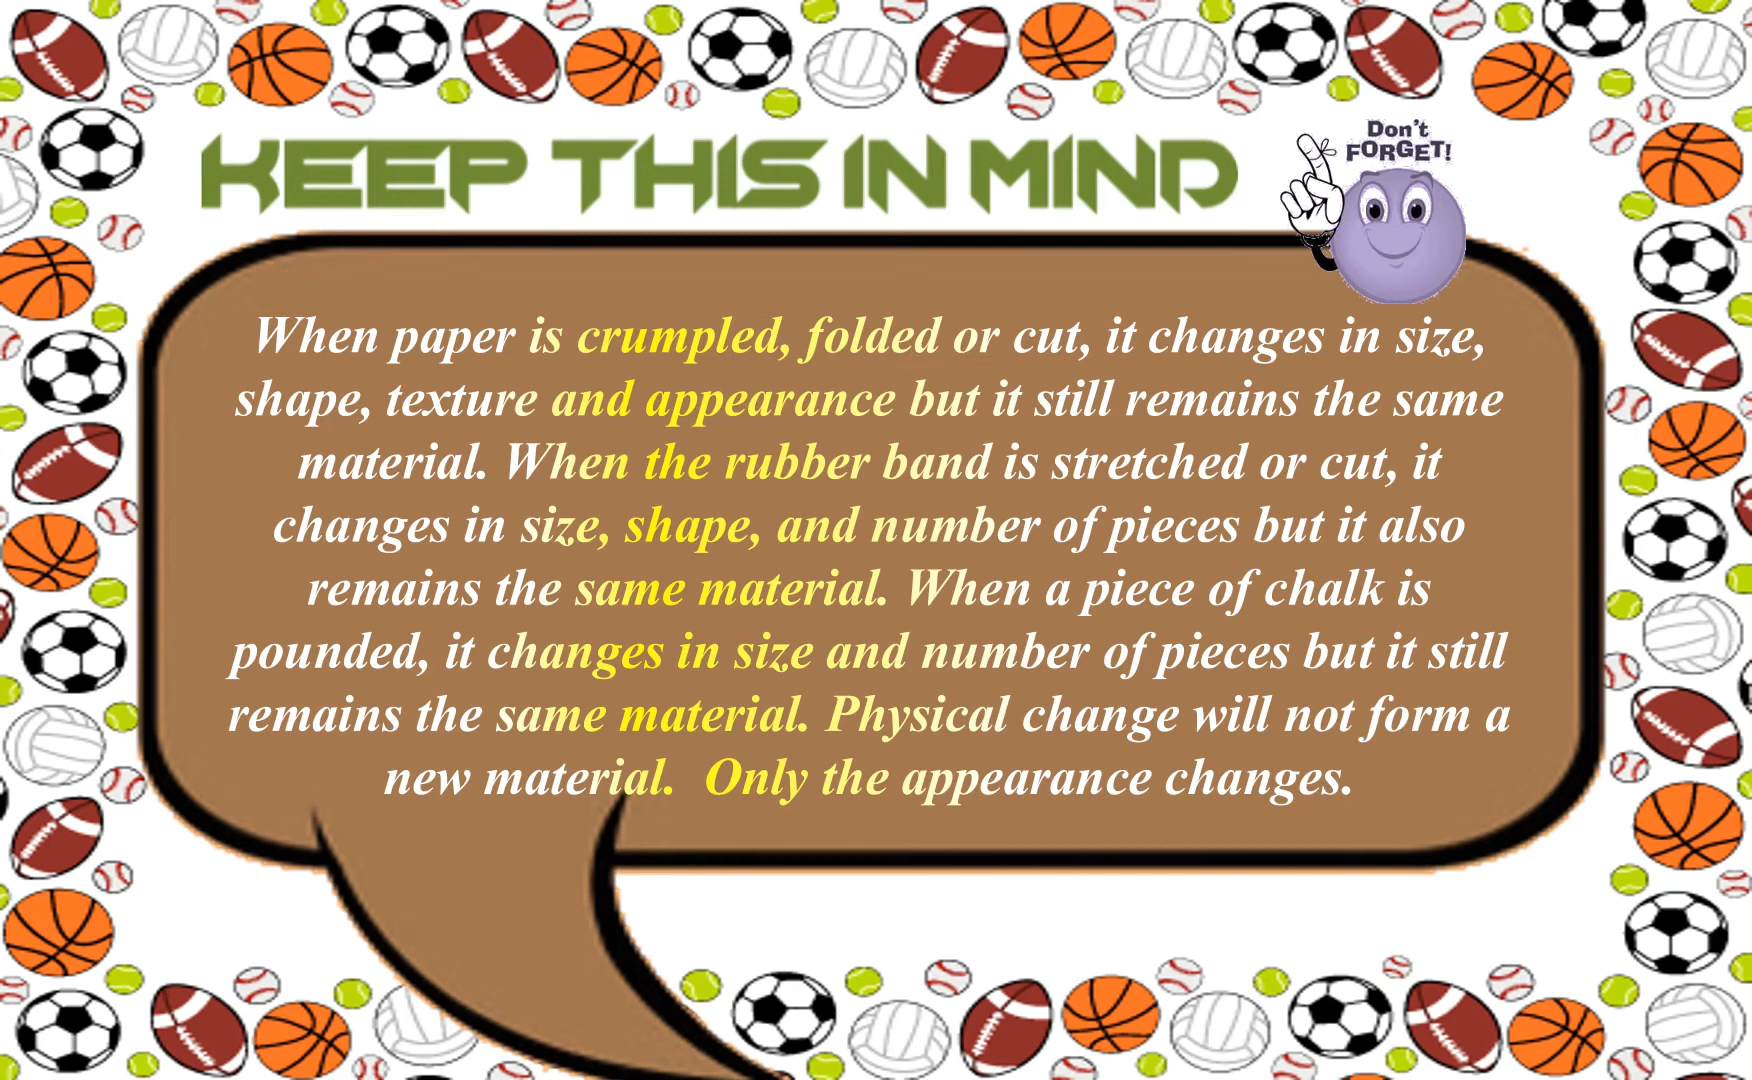 KEEP THIS IN MIND
Don't
FORGET!
When paper is crumpled, folded or cut, it changes in size,
shape, texture and appearance but it still remains the same
material. When the rubber band is stretched or cut, it
changes in size, shape, and number of pieces but it also
remains the same material. When a piece of chalk is
pounded, it changes in size and number of pieces but it still
remains the same material. Physical change will not form a
new material.  Only the appearance changes.